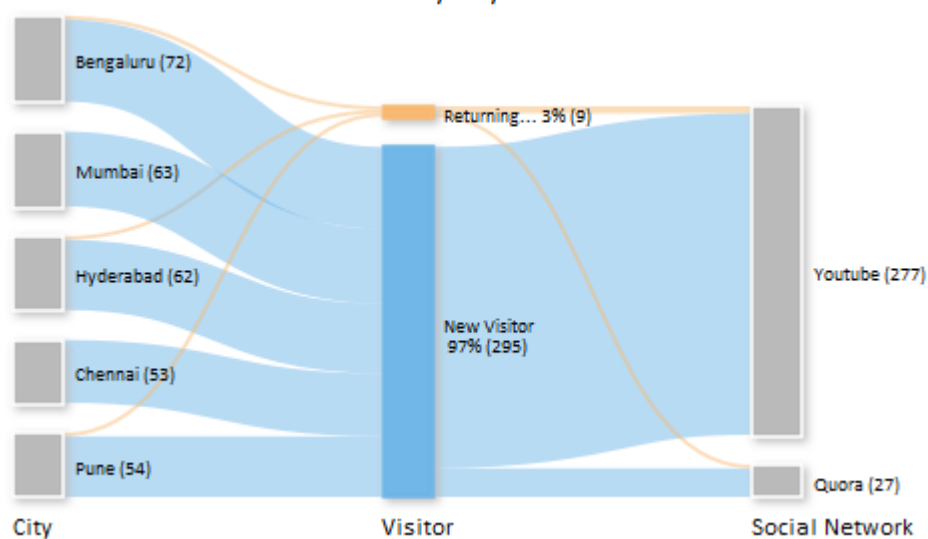 Bengaluru (72)
Returning... 3% (9)
Mumbai (63)
Hyderabad (62)
Youtube (277)
New Visitor
97% (295)
Chennai (53)
Pune (54)
Quora (27)
City
Visitor
Social Network